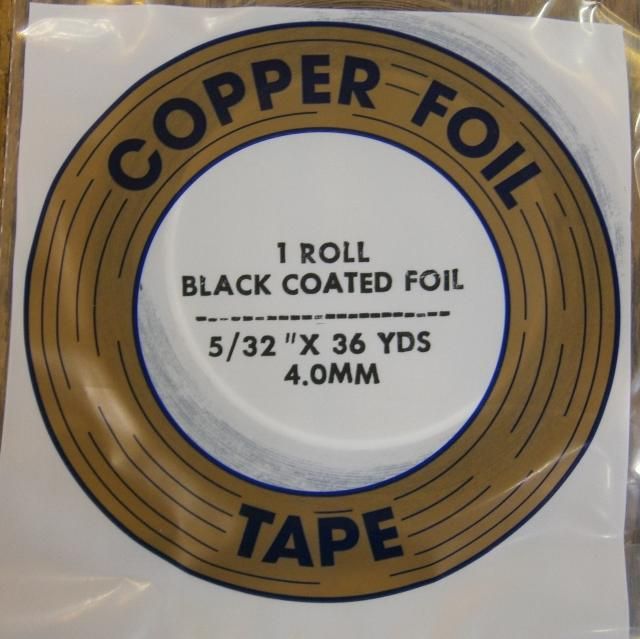 COPPER FOIL
1 ROLL
BLACK COATED FOIL
5/32 "X 36 YDS
4.0MM
TAPE